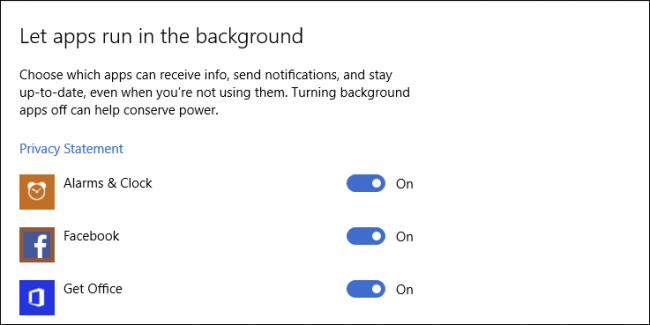 Let apps run in the background
Choose which apps can receive info, send notifications, and stay
up-to-date, even when you're not using them. Turning background
apps off can help conserve power.
Privacy Statement
Alarms & Clock On
Facebook On
Get Office On